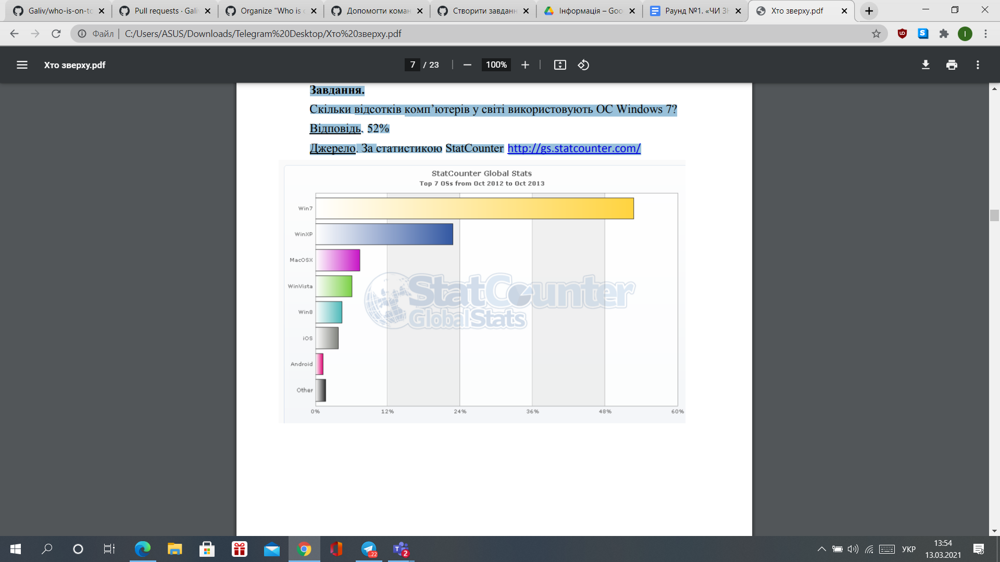 Galiv/who-is-on-to
Pull requests · Gali
Organize "Who is o
Допомогти коман
Створити завданн
Інформація – Goo
Раунд №1. «ЧИ ЗН
Хто зверху.pdf
Файл
C:/Users/ASUS/Downloads/Telegram%20Desktop/Хто%20зверху.pdf
I
Хто зверху.pdf
7 / 23
100%
Завдання.
Скільки відсотків комп’ютерів у світі використовують ОС Windows 7?
Відповідь. 52%
Джерело. За статистикою StatCounter http://gs.statcounter.com/
StatCounter Global Stats
Top 7 OSs from Oct 2012 to Oct 2013
Win7
WinXP
MacOSX
WinVista
Win8
iOS
Android
Other
StatCounter
GlobalStats
0% 12% 24% 36% 48% 60%
..22
2
УКР
13:54
13.03.2021